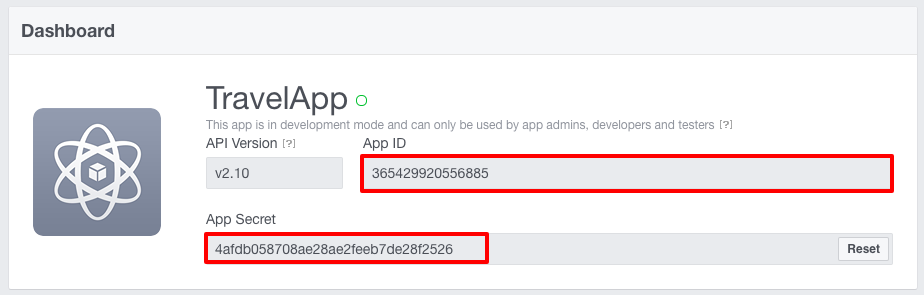 Dashboard
TravelApp
This app is in development mode and can only be used by app admins, developers and testers [?]
API Version [?] App ID
v2.10 365429920556885
App Secret
4afdb058708ae28ae2feeb7de28f2526 Reset